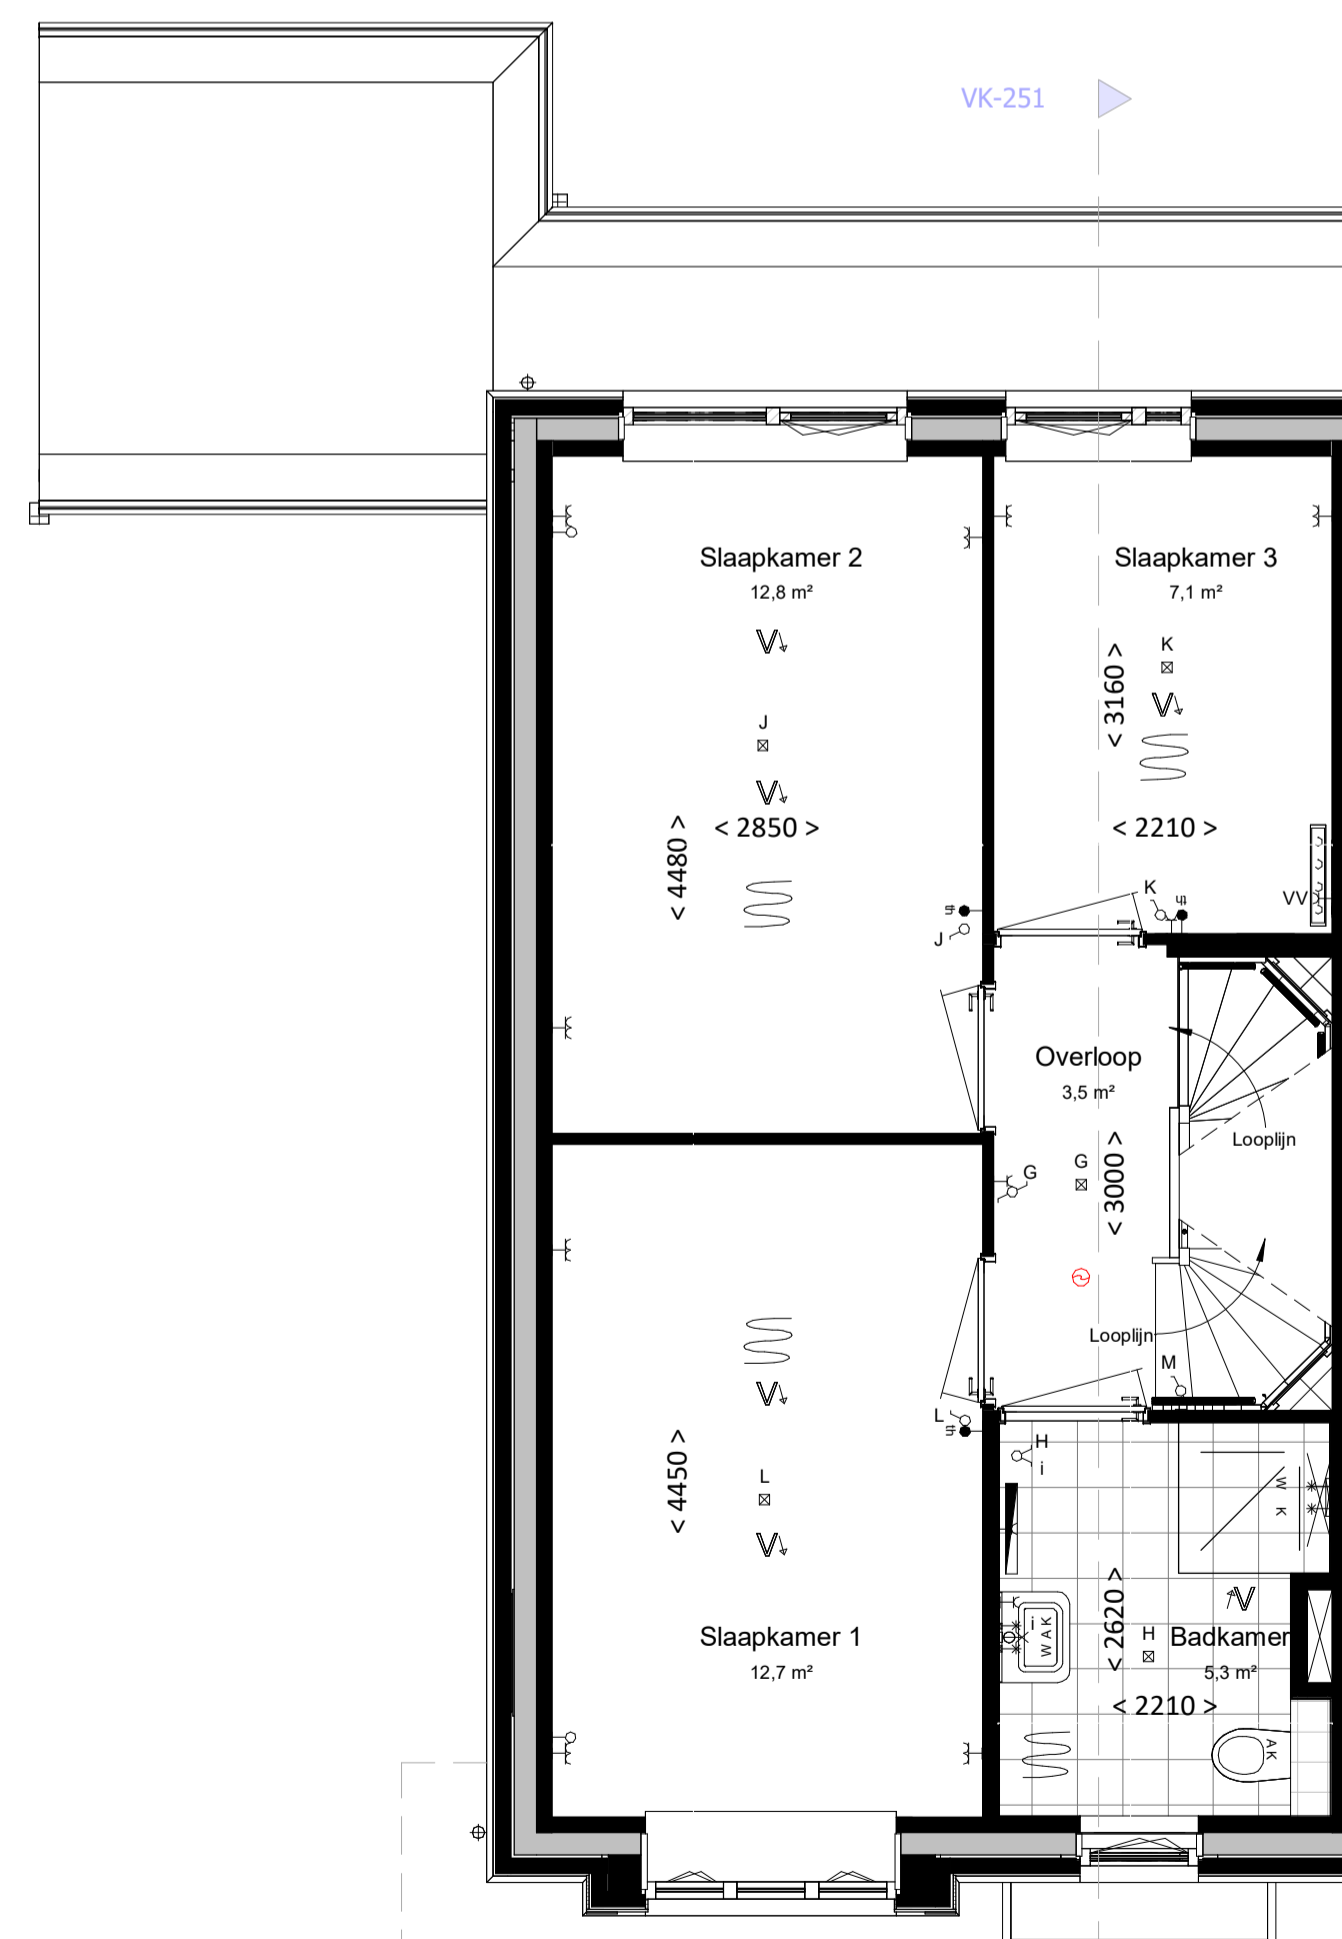 VK-251
Slaapkamer 2
12,8 m²
J
< 2850 >
< 4480 >
J
Slaapkamer 3
7,1 m²
K
< 3160 >
< 2210 >
K
VV
Overloop
3,5 m²
Looplijn
G
G
< 3000 >
Looplijn
M
L
< 4450 >
L
Slaapkamer 1
12,7 m²
H
i
W K
i
WAK
< 2620 >
H
Badkamer
5,3 m²
< 2210 >
AK